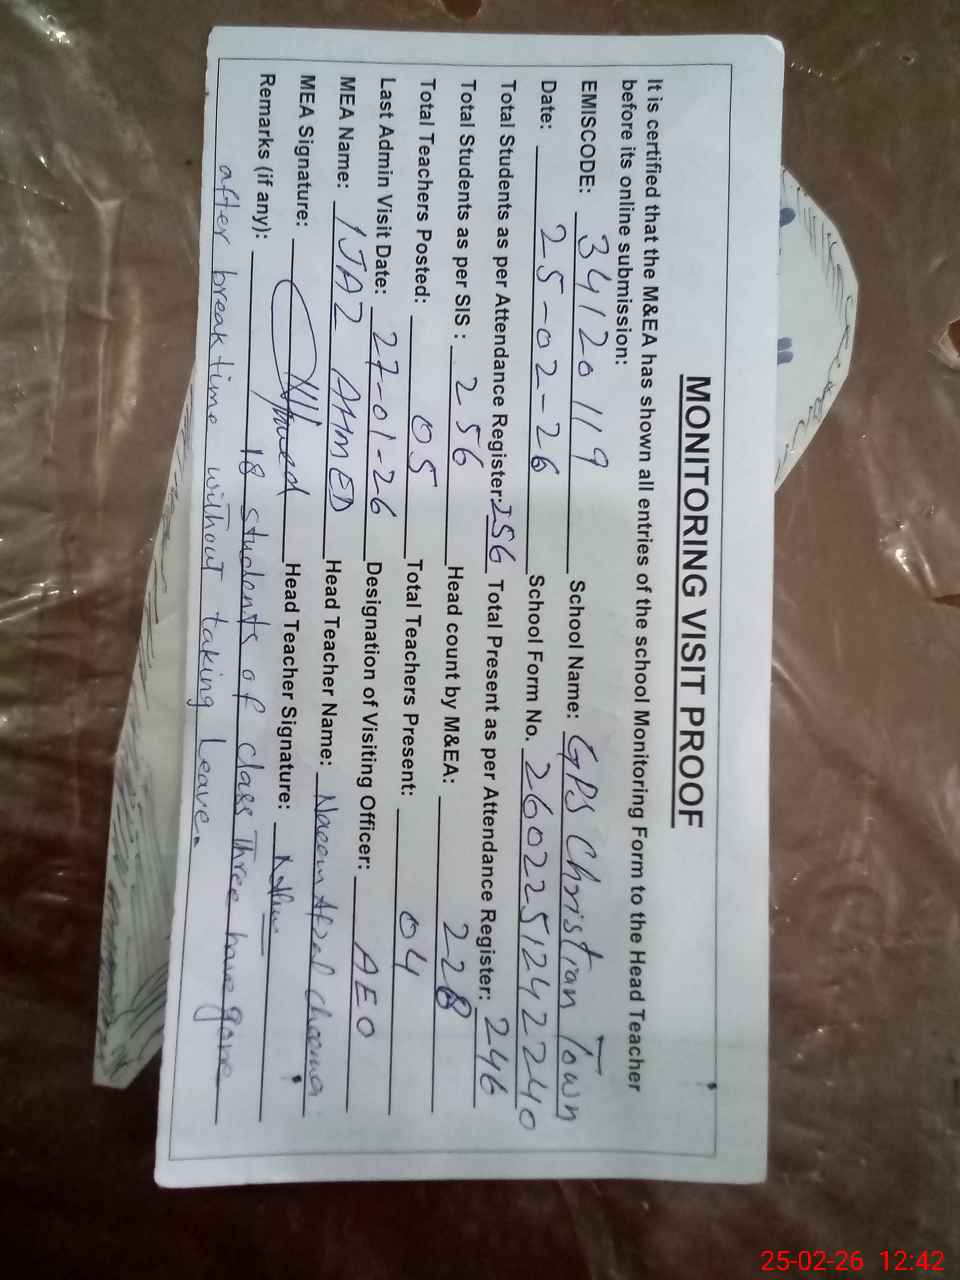 MONITORING VISIT PROOF
It is certified that the M&EA has shown all entries of the school Monitoring Form to the Head Teacher
before its online submission:
EMISCODE: 34120119 School Name: GPS Christian Town
Date: 25-02-26 School Form No. 2602251242240
Total Students as per Attendance Register: 256 Total Present as per Attendance Register: 246
Total Students as per SIS : 256 Head count by M&EA: 228
Total Teachers Posted: 05 Total Teachers Present: 04
Last Admin Visit Date: 27-01-26 Designation of Visiting Officer: AEO
MEA Name: IJAZ AHMED Head Teacher Name: Naeem Afzal Cheema
MEA Signature: Head Teacher Signature:
Remarks (if any): 18 students of class Three have gone
after break time without taking Leave.
25-02-26 12:42